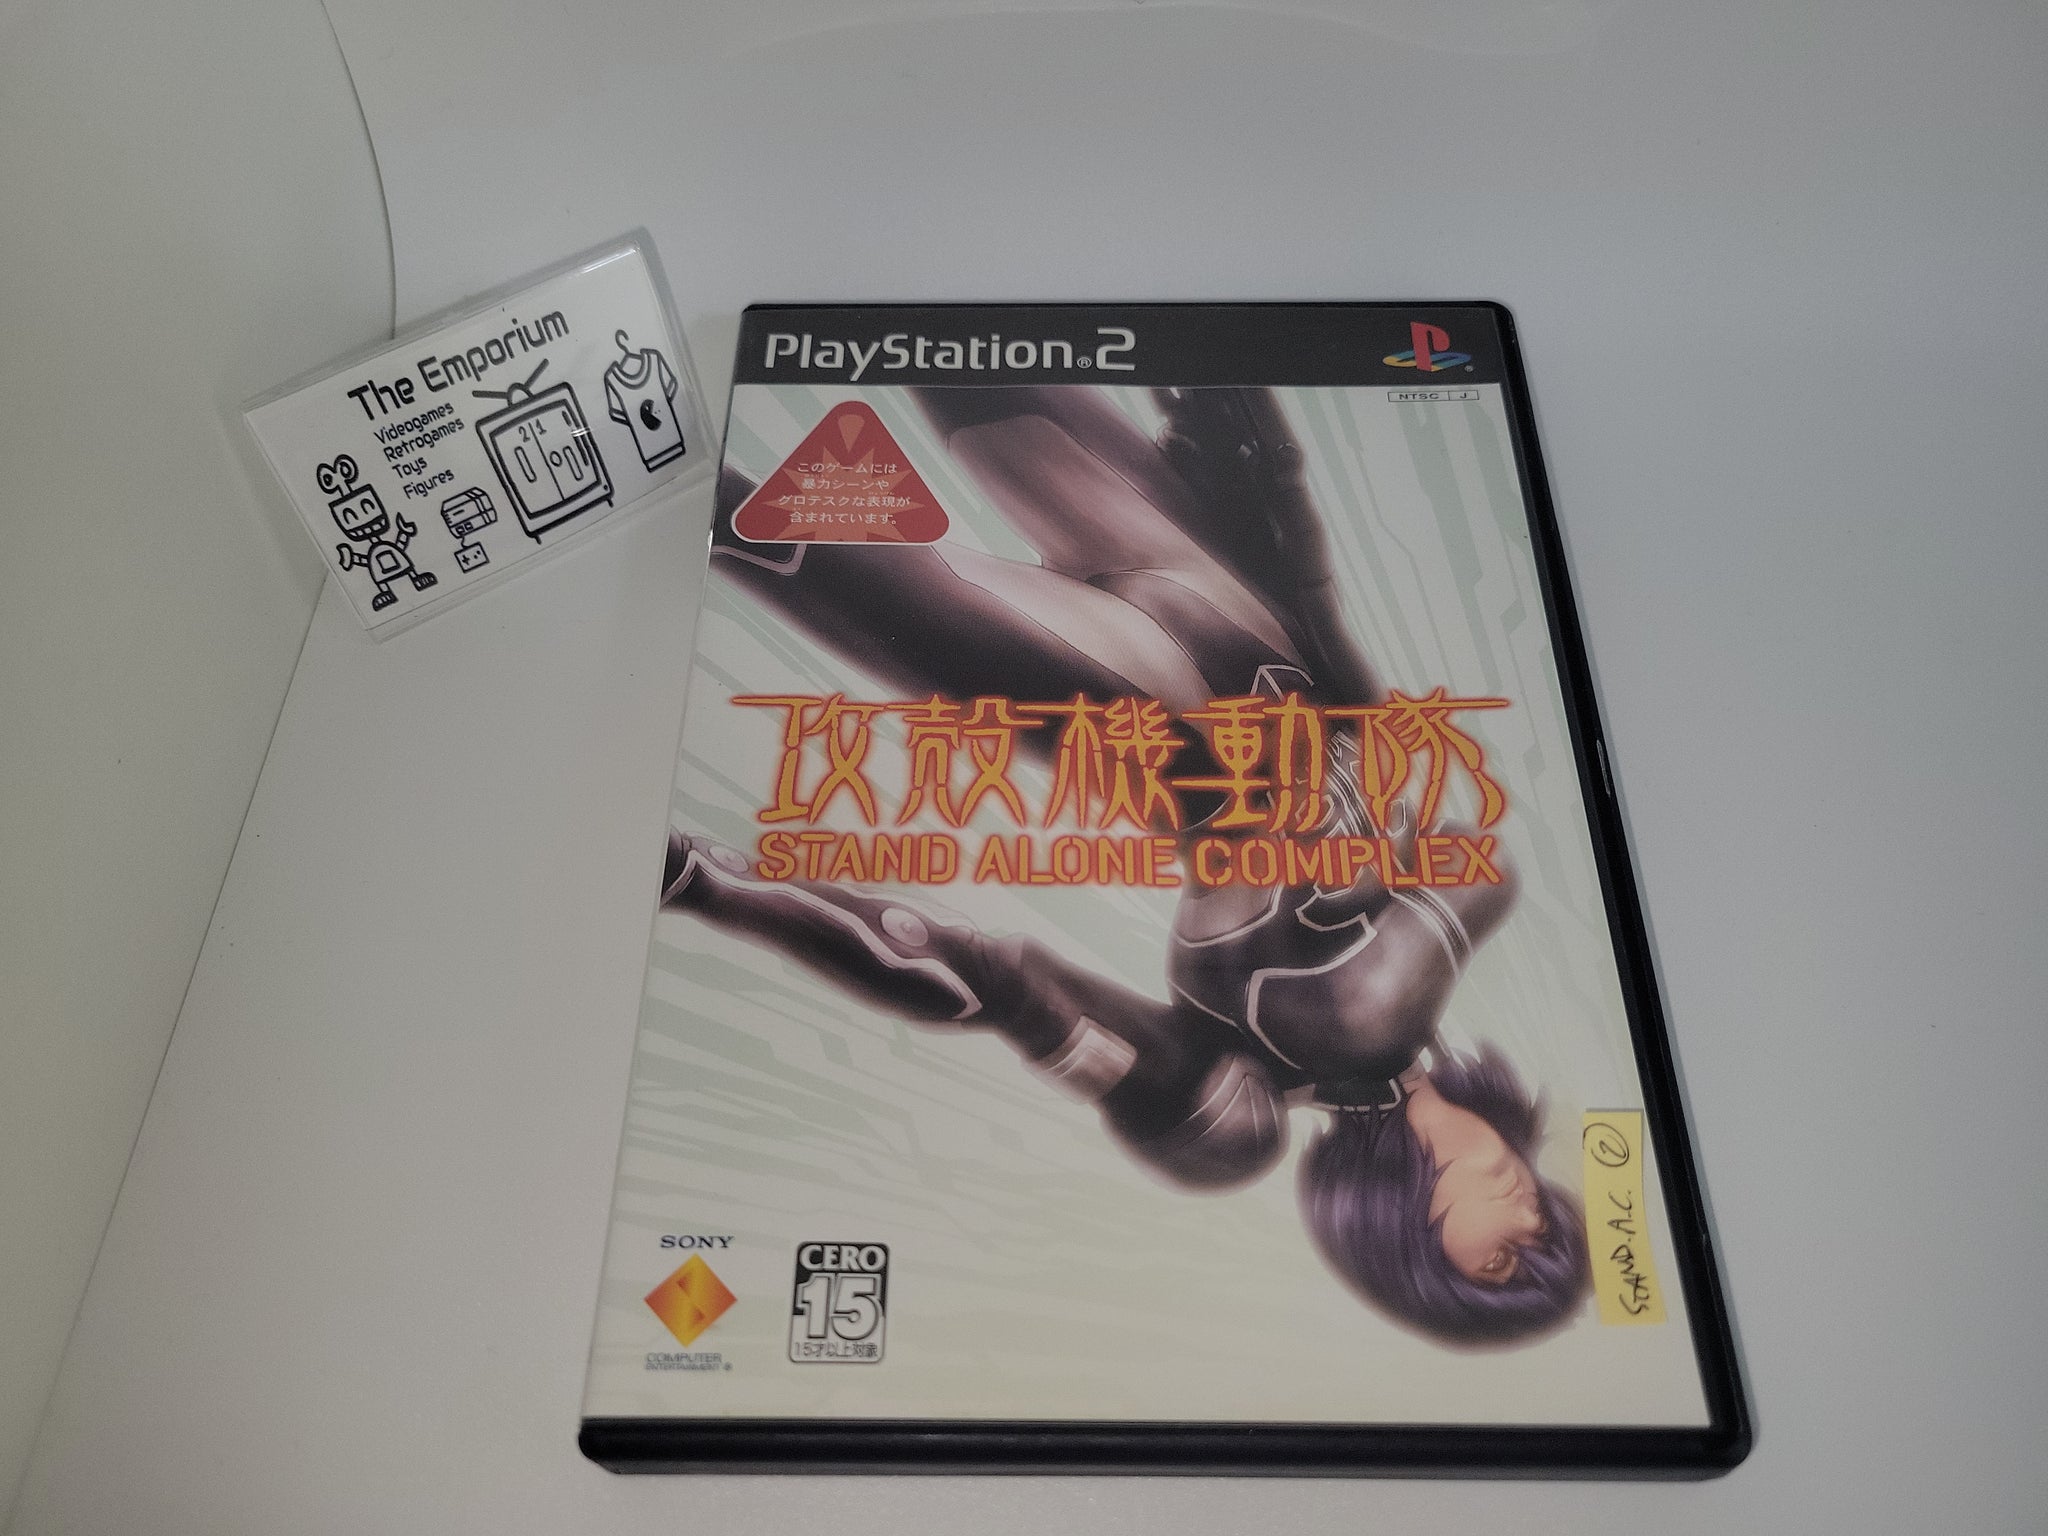 The Emporium
Videogames
Retrogames
Toys
Figures
21
PlayStation®2
NTSC J
このゲームには
暴力シーンや
グロテスクな表現が
含まれています。
攻殻機動隊
STAND ALONE COMPLEX
SONY
COMPUTER
ENTERTAINMENT ®
CERO
15
15才以上対象
STAND. A.C. ②